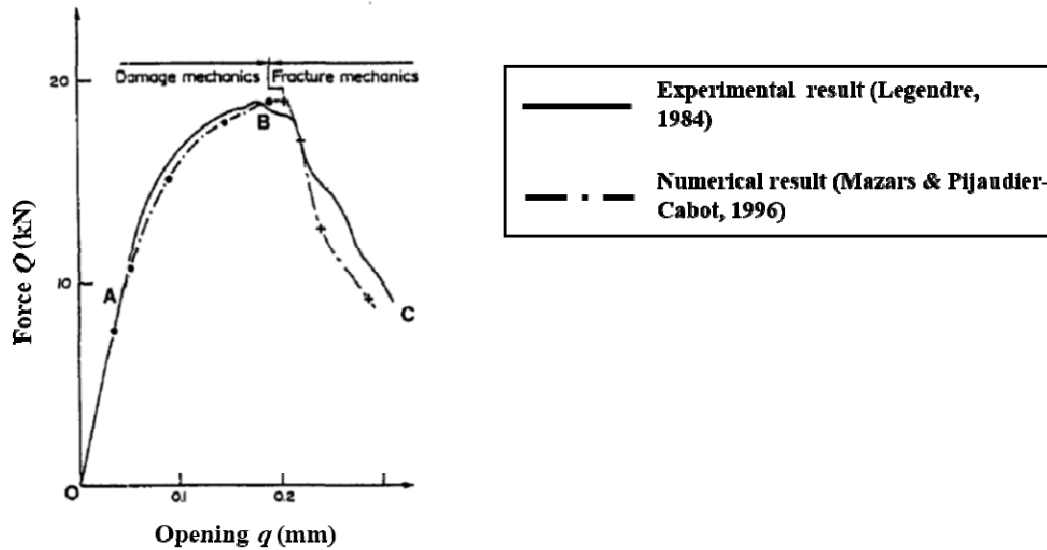 20
Damage mechanics
Fracture mechanics
B
A
10
C
O
0.1
0.2
Force Q (kN)
Opening q (mm)
Experimental result (Legendre,
1984)
Numerical result (Mazars & Pijaudier-
Cabot, 1996)